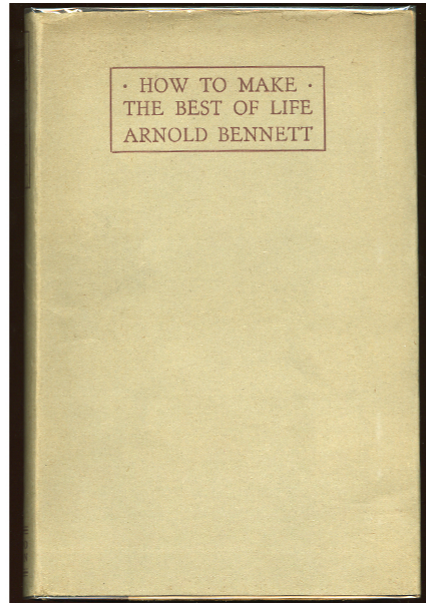 · HOW TO MAKE ·
THE BEST OF LIFE
ARNOLD BENNETT